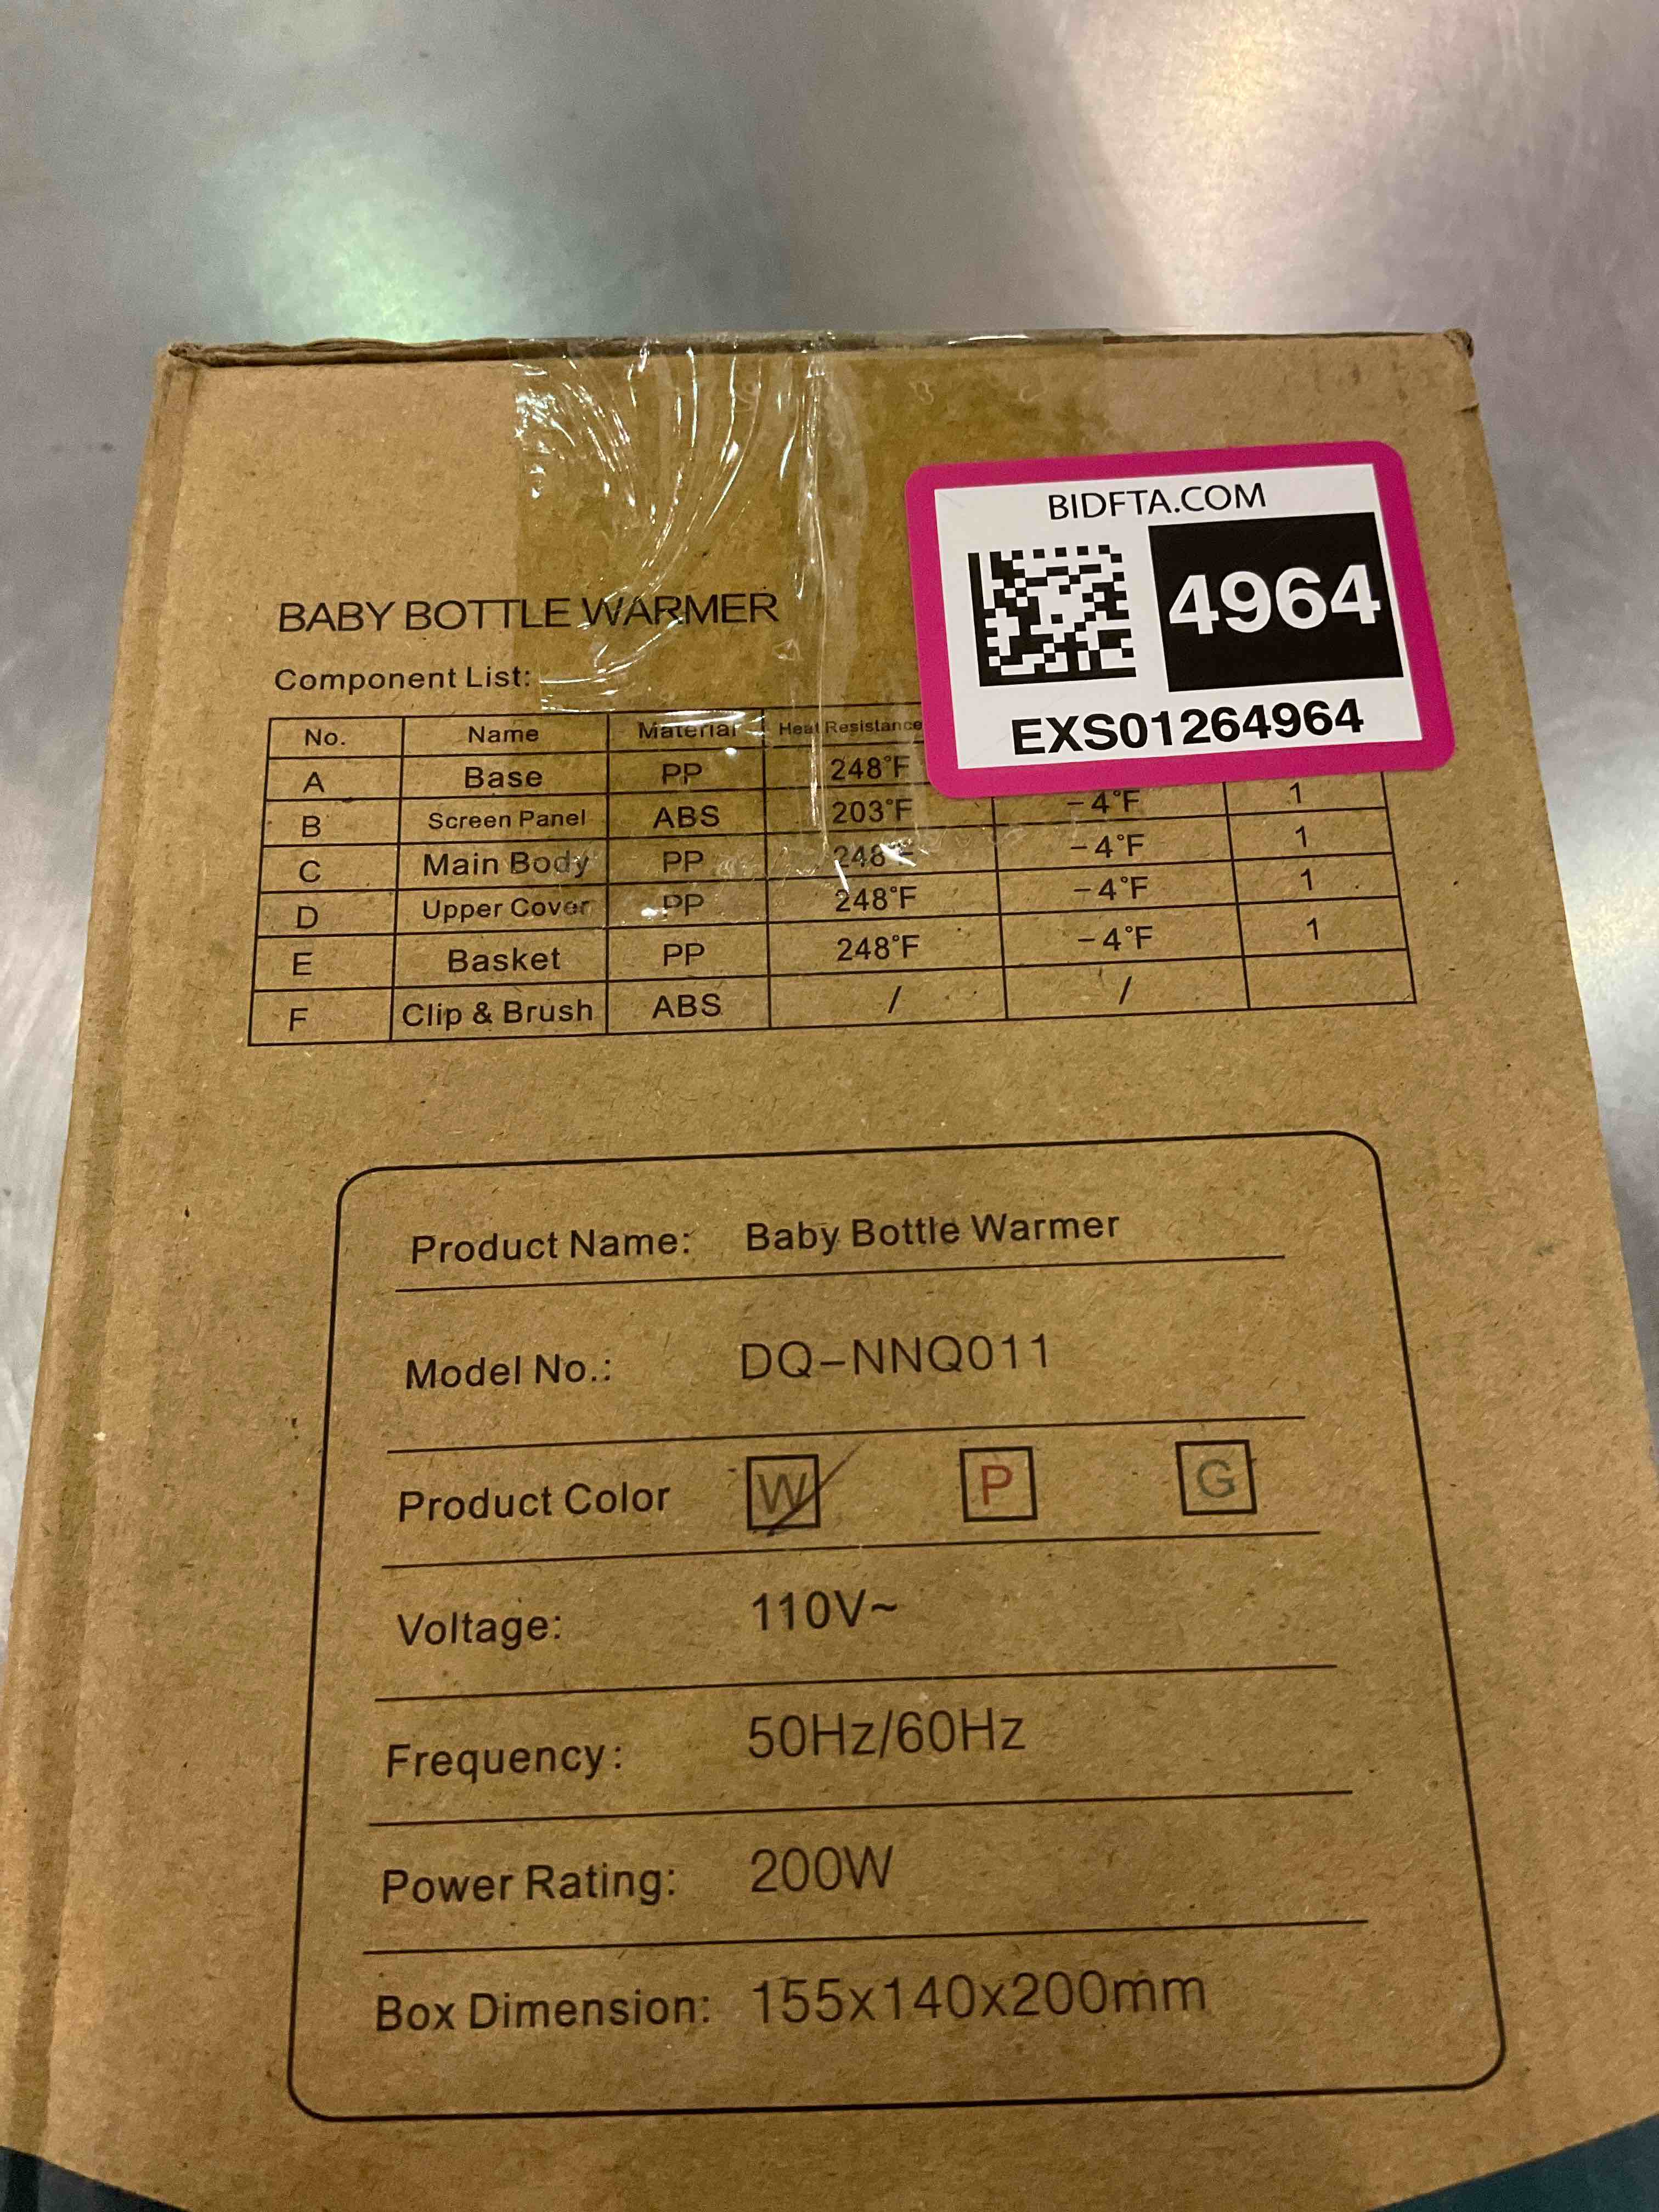 BIDFTA.COM
4964
EXS01264964
BABY BOTTLE WARMER
Component List:
No. Name Material Heat Resistance
A Base PP 248°F
B Screen Panel ABS 203°F -4°F 1
C Main Body PP 248°F -4°F 1
D Upper Cover PP 248°F -4°F 1
E Basket PP 248°F -4°F 1
F Clip & Brush ABS / /
Product Name: Baby Bottle Warmer
Model No.: DQ-NNQ011
Product Color W P G
Voltage: 110V~
Frequency: 50Hz/60Hz
Power Rating: 200W
Box Dimension: 155x140x200mm